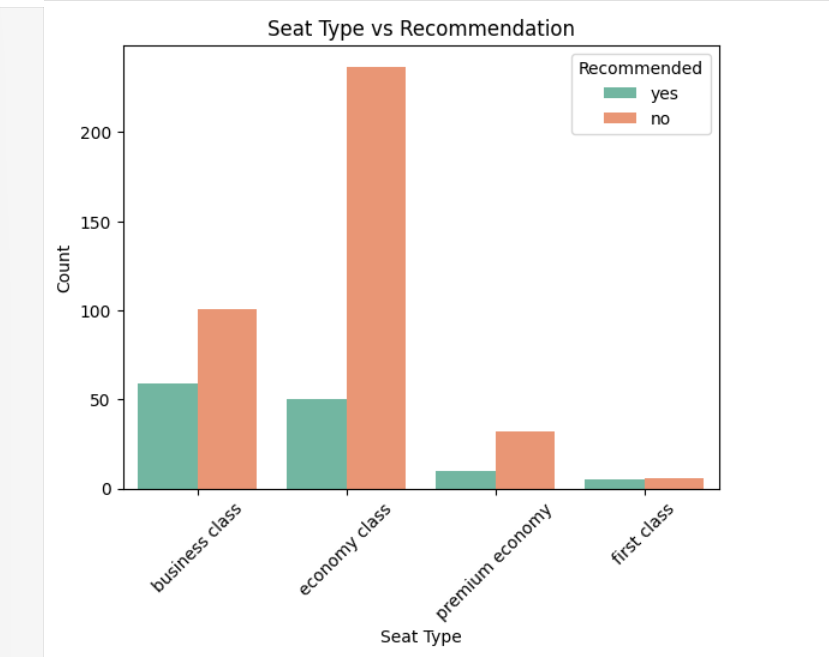 Seat Type vs Recommendation
Recommended
yes
no
200
150
100
50
0
Count
business class
economy class
premium economy
first class
Seat Type